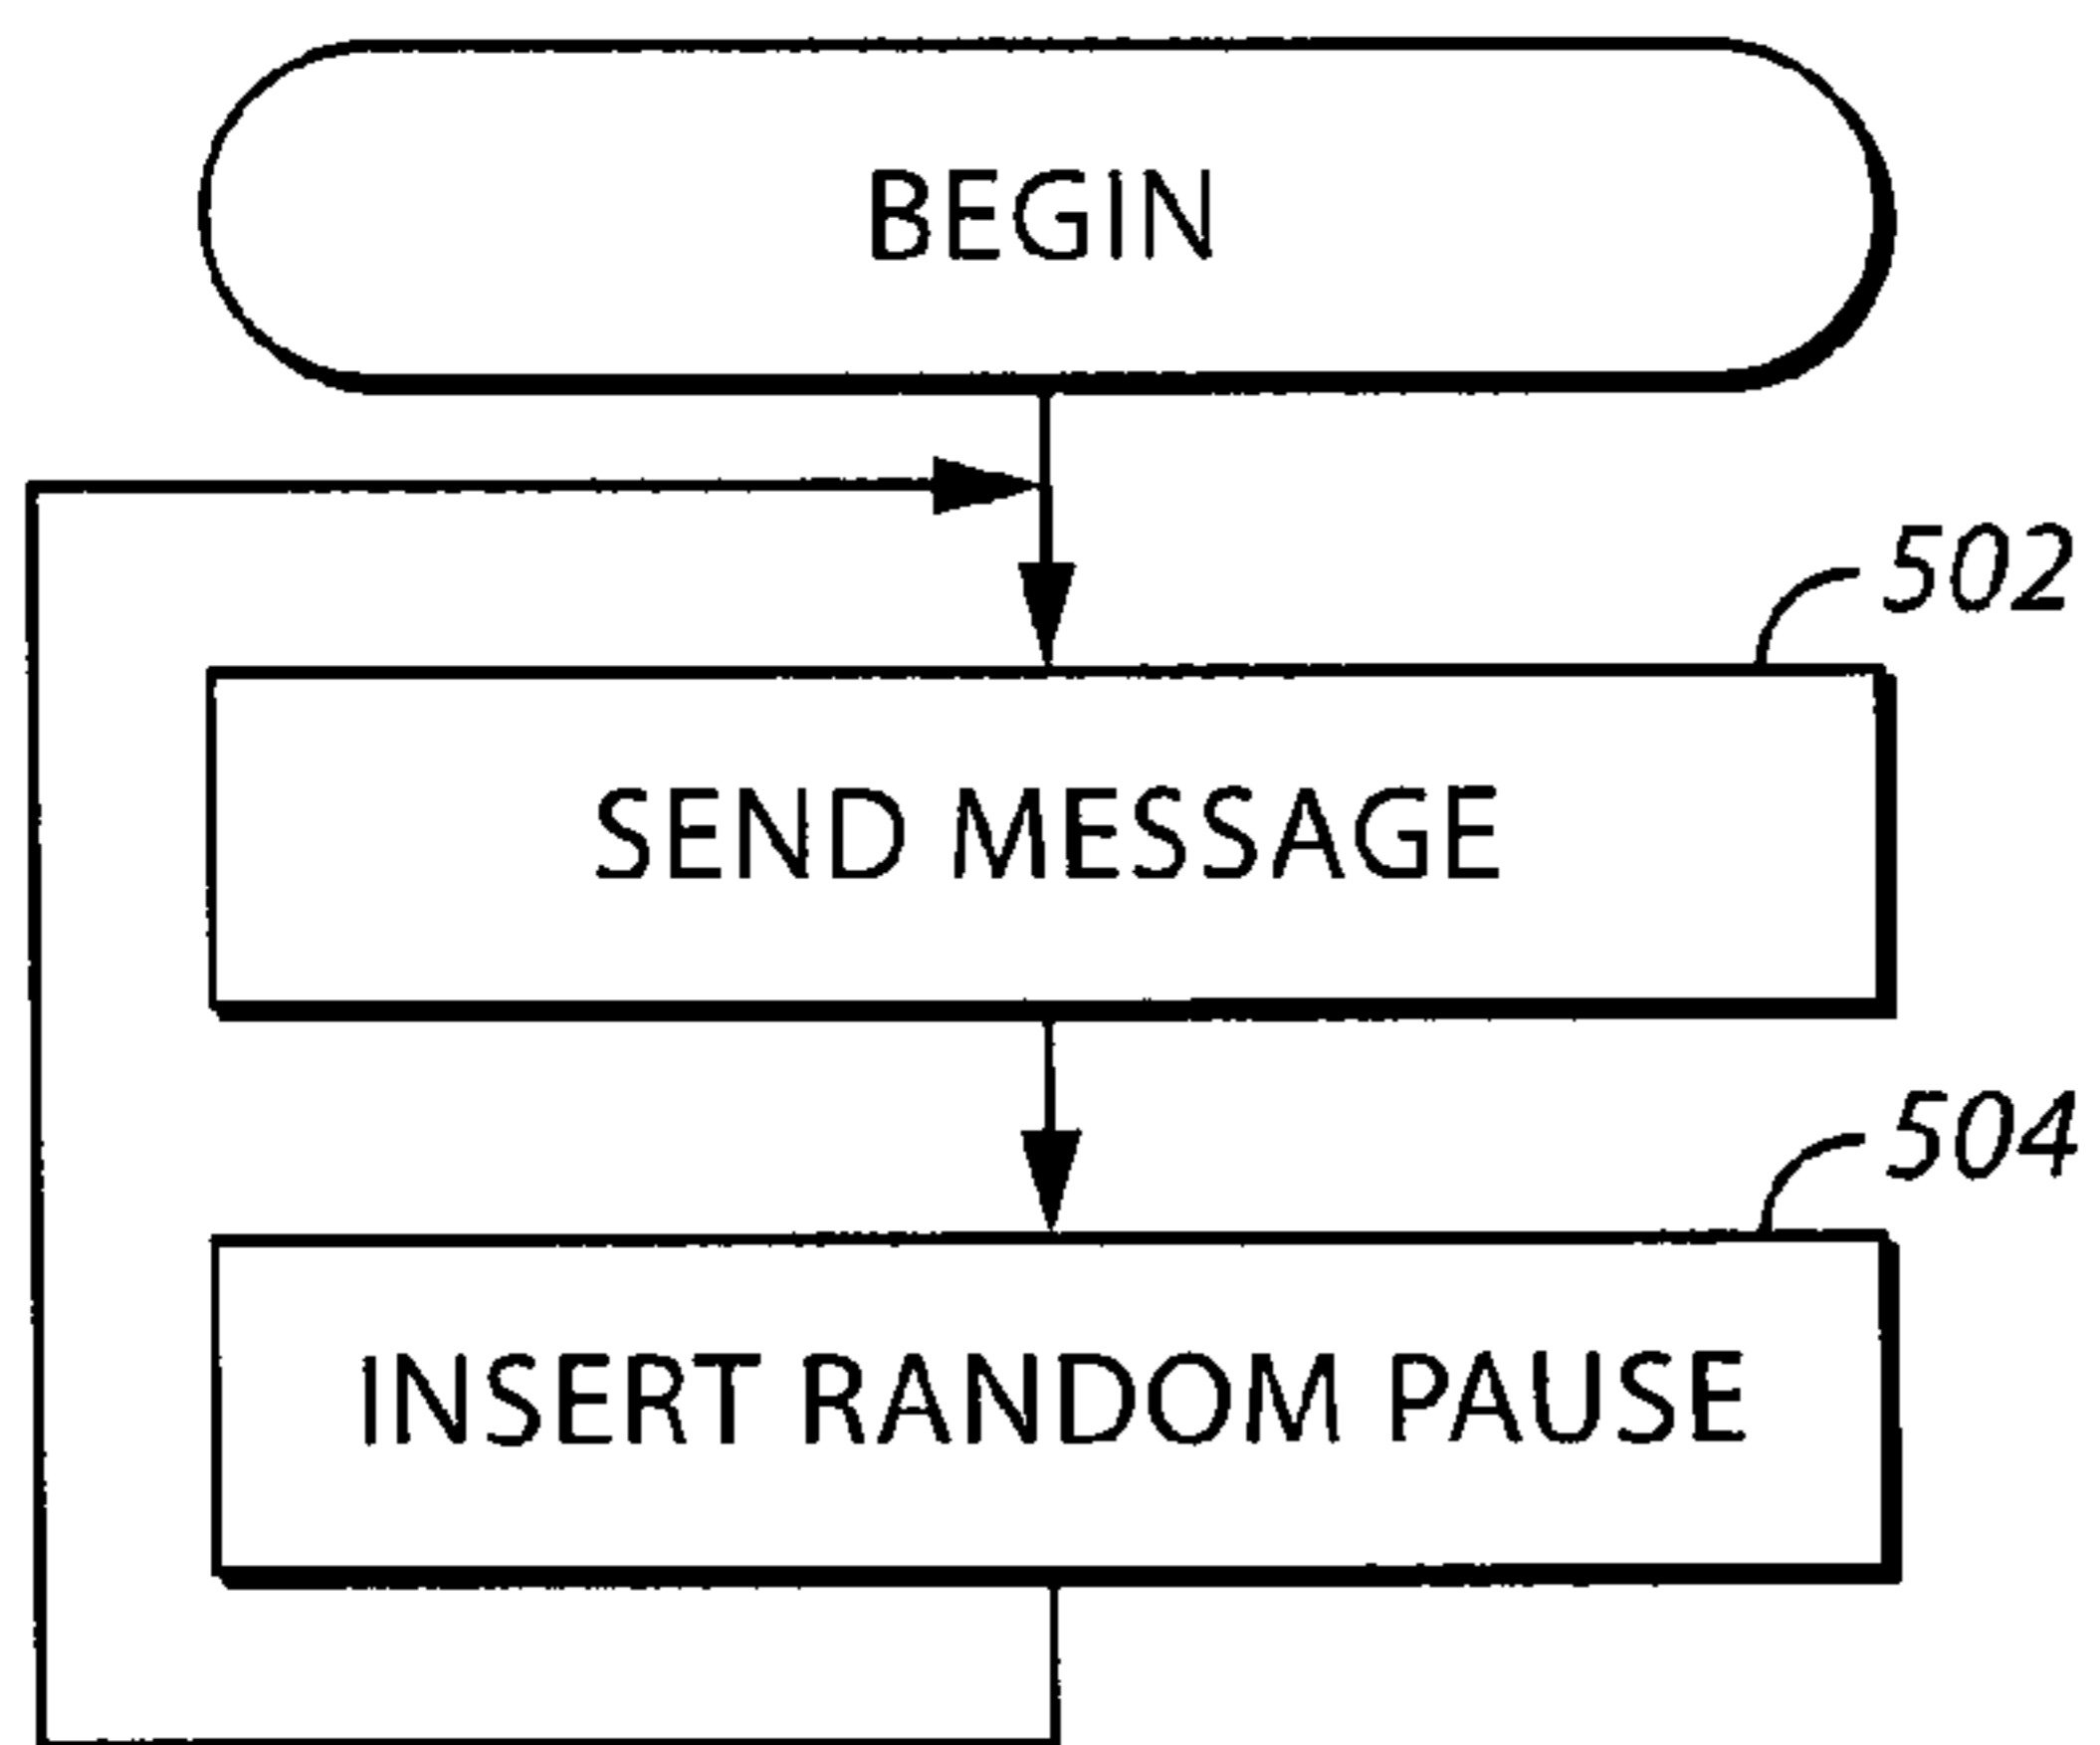 BEGIN
502
SEND MESSAGE
504
INSERT RANDOM PAUSE